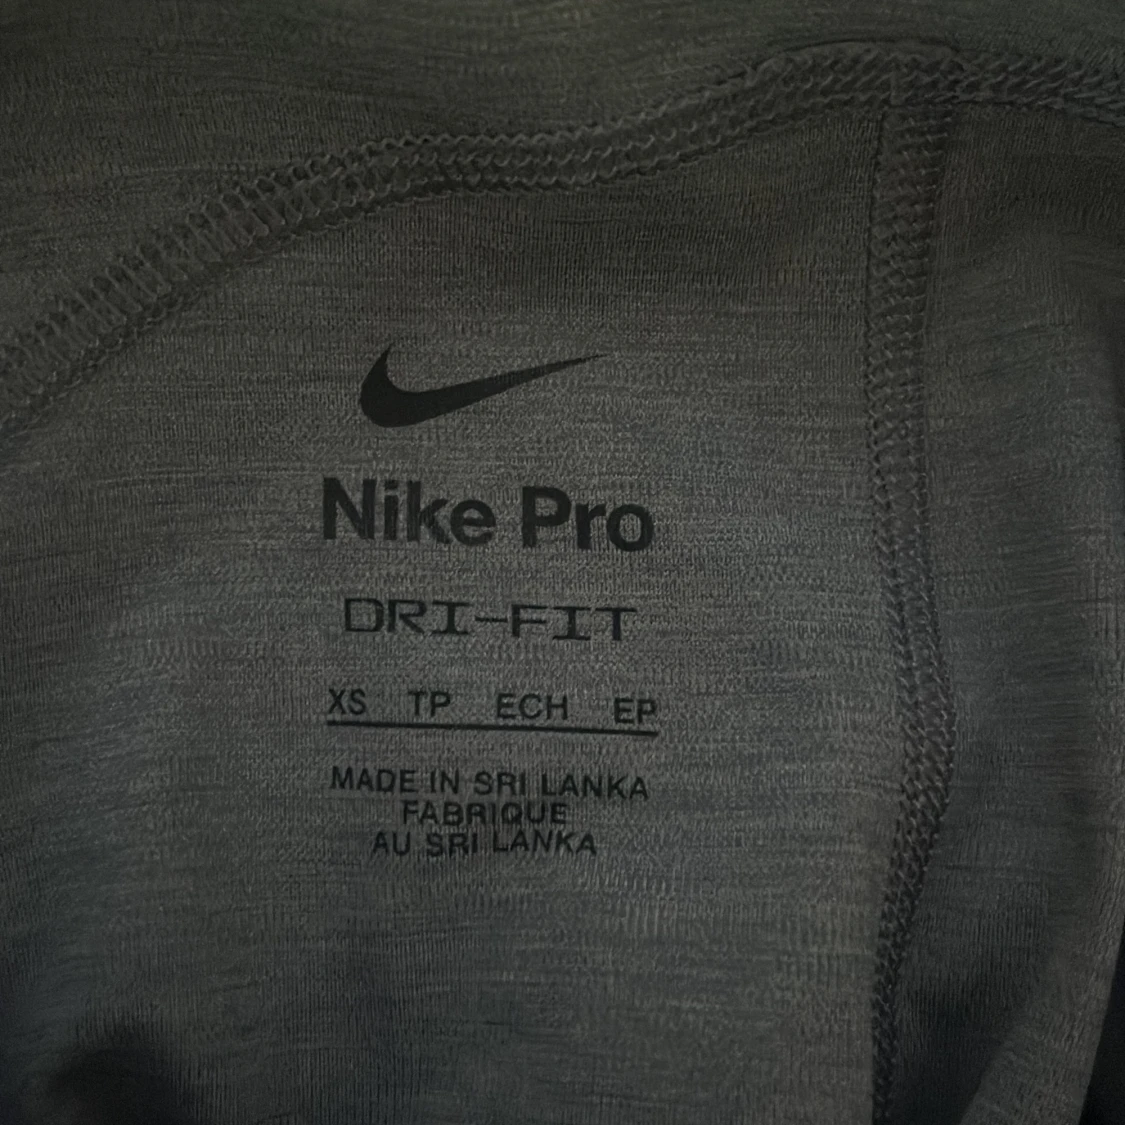 Nike Pro
DRI-FIT
XS TP ECH EP
MADE IN SRI LANKA
FABRIQUE
AU SRI LANKA